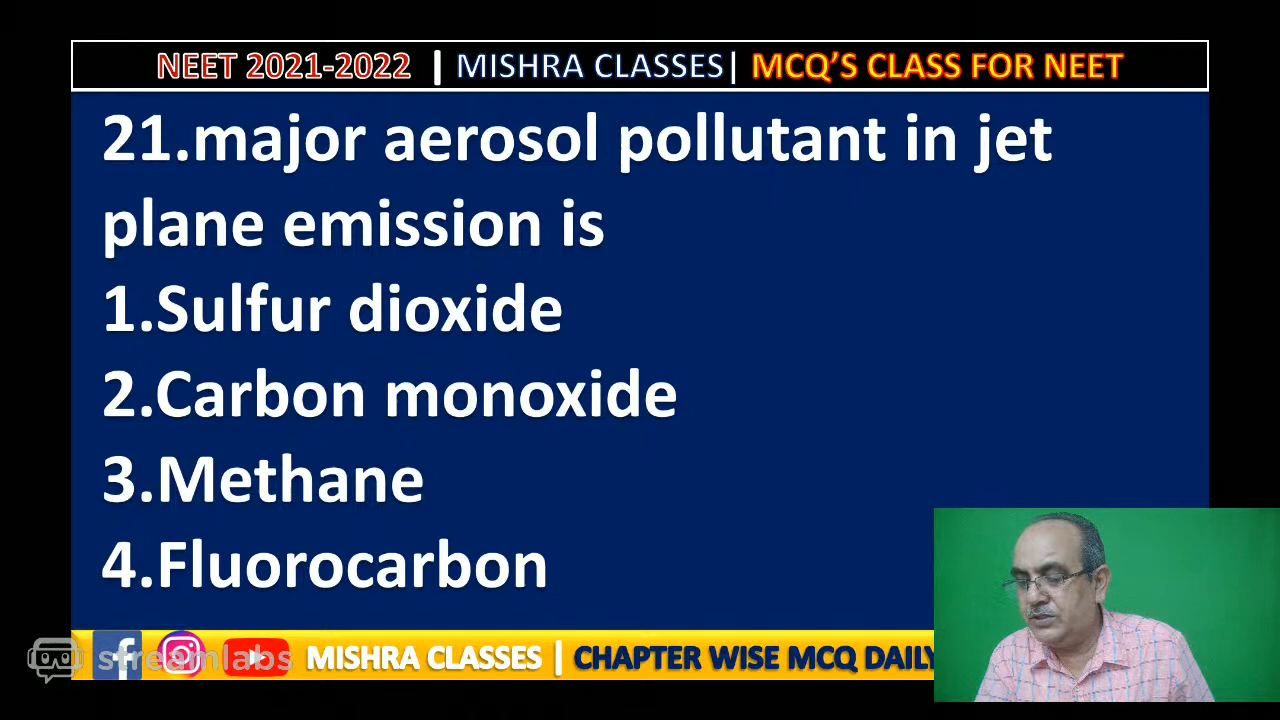 NEET 2021-2022 | MISHRA CLASSES| MCQ'S CLASS FOR NEET
21.major aerosol pollutant in jet
plane emission is
1.Sulfur dioxide
2.Carbon monoxide
3.Methane
4.Fluorocarbon
streamlabs
MISHRA CLASSES | CHAPTER WISE MCQ DAILY